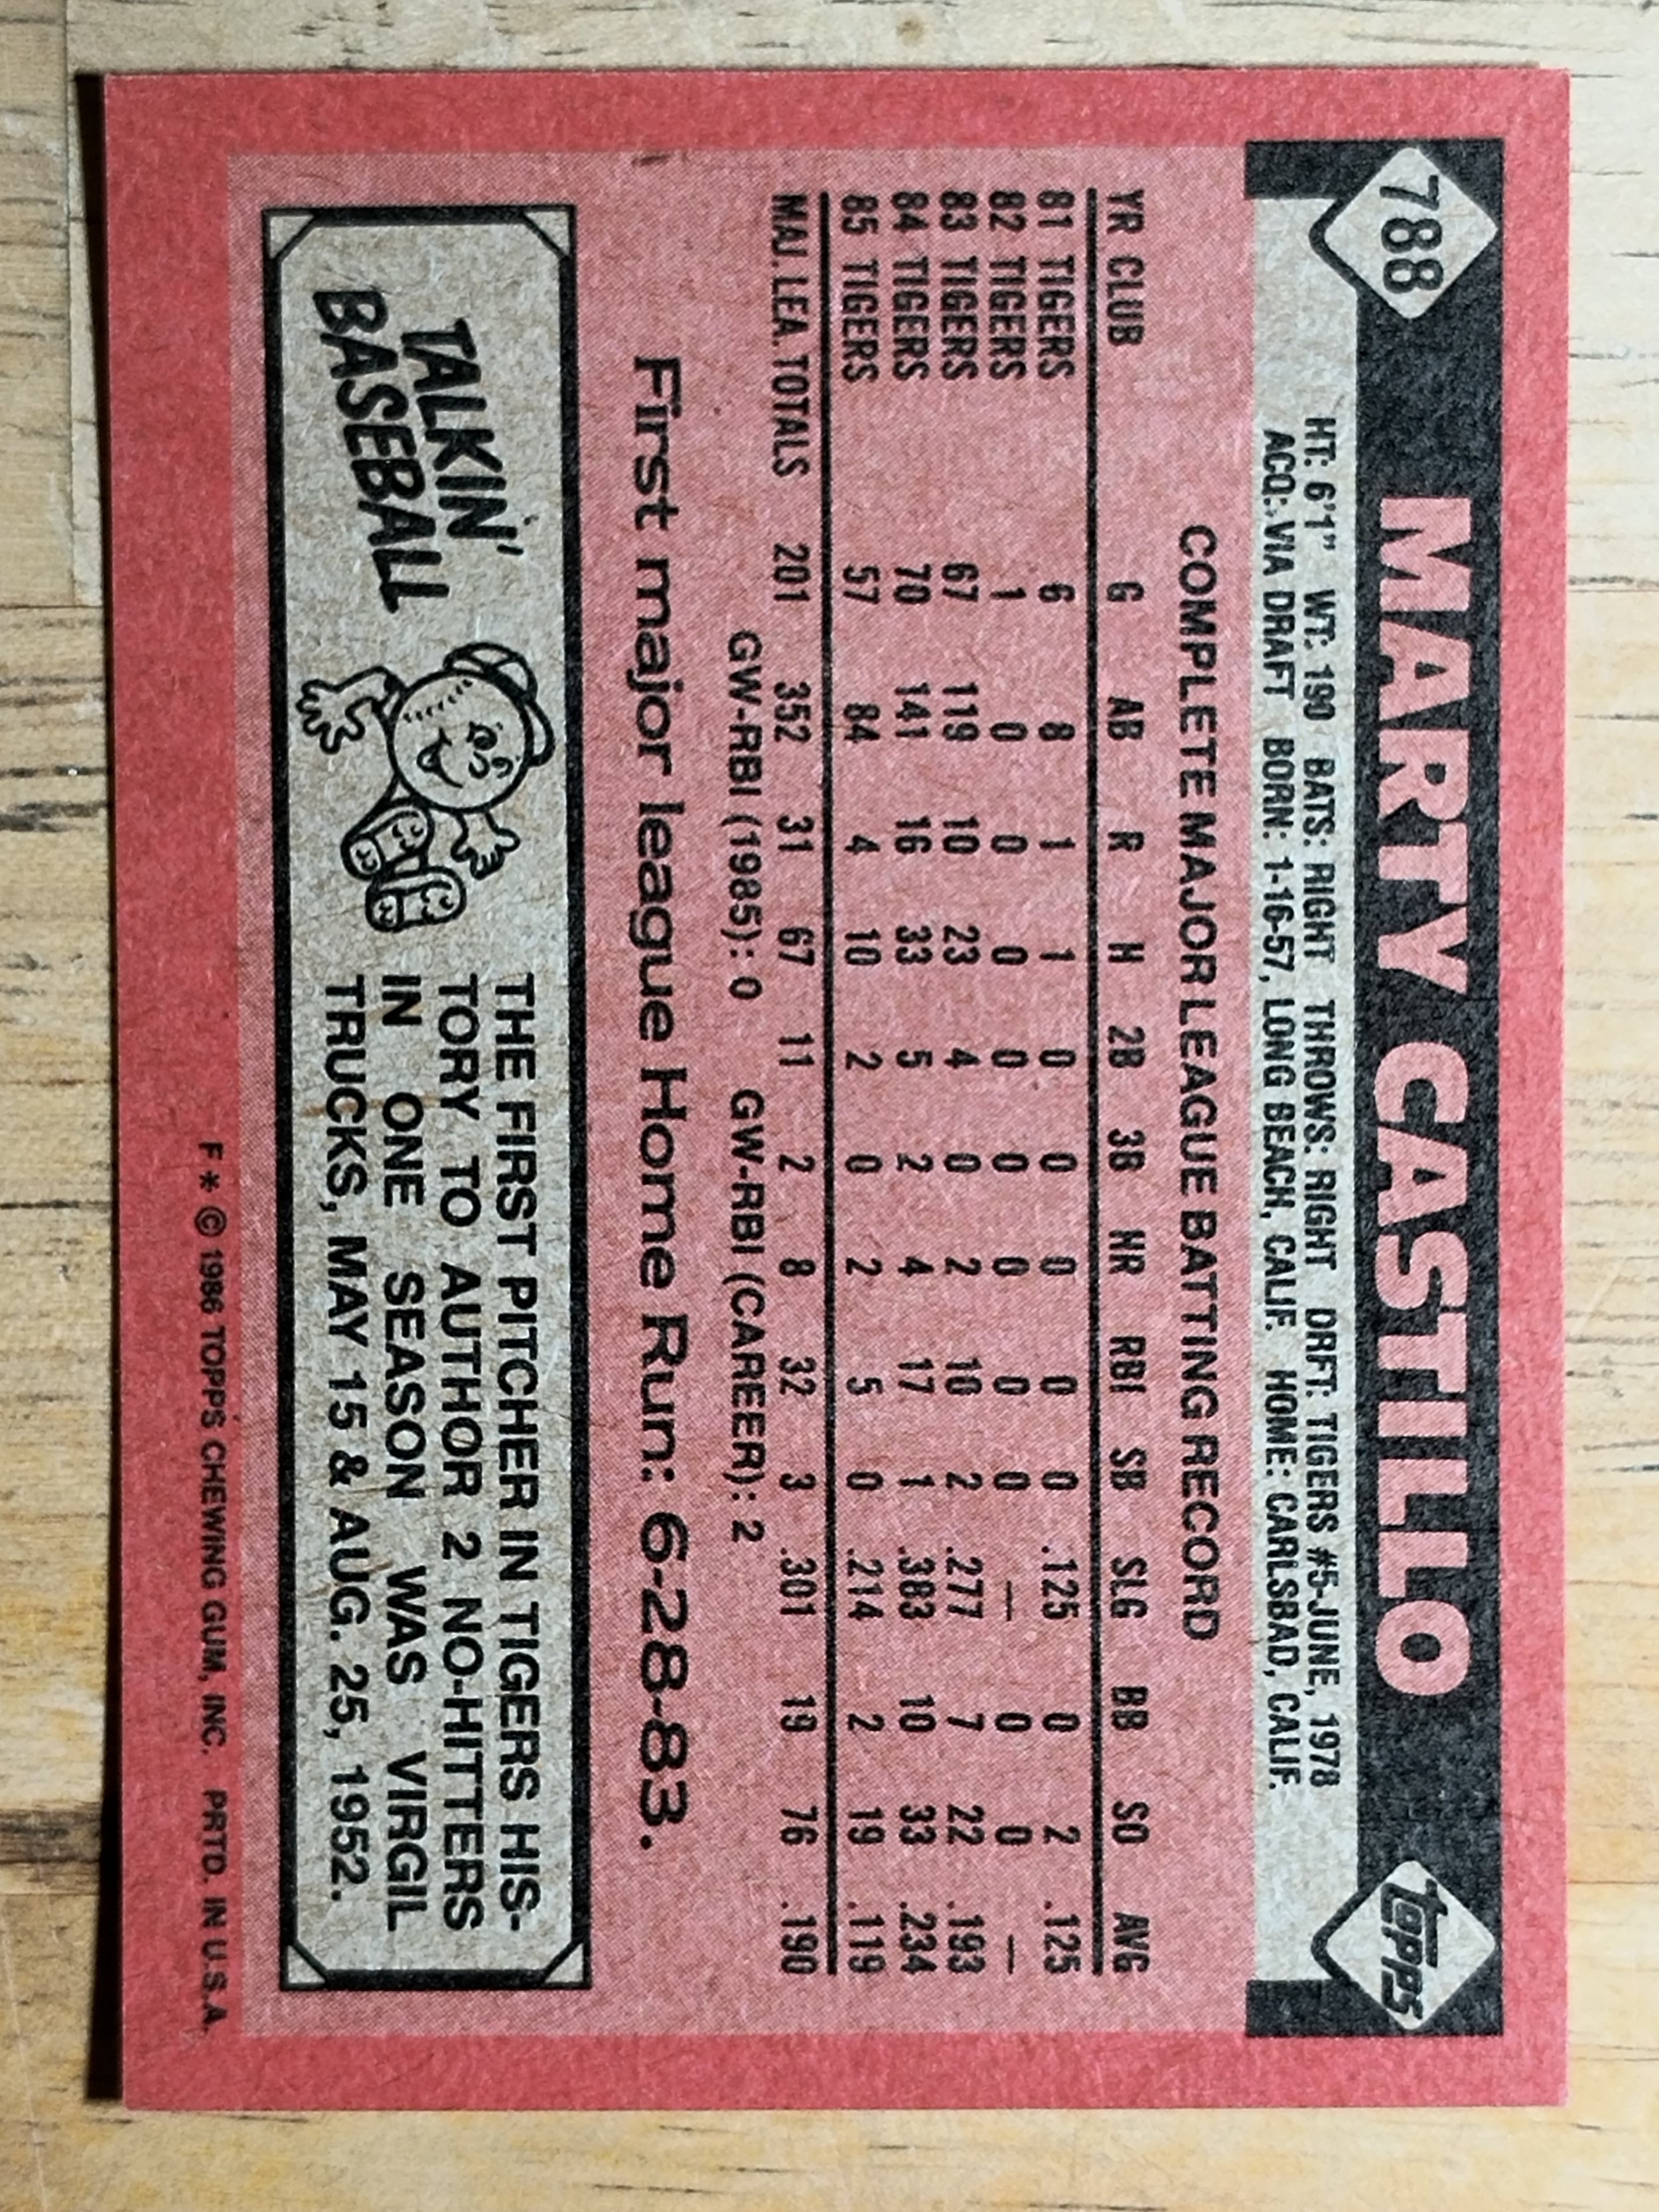 788 MARTY CASTILLO topps
HT: 6'1" WT: 190 BATS: RIGHT THROWS: RIGHT DRFT: TIGERS #5-JUNE, 1978
ACQ: VIA DRAFT BORN: 1-16-57, LONG BEACH, CALIF. HOME: CARLSBAD, CALIF.
COMPLETE MAJOR LEAGUE BATTING RECORD
YR CLUB G AB R H 2B 3B HR RBI SB SLG BB SO AVG
81 TIGERS 6 8 1 1 0 0 0 0 0 .125 0 2 .125
82 TIGERS 1 0 0 0 0 0 0 0 0 — 0 0 —
83 TIGERS 67 119 10 23 4 0 2 10 2 .277 7 22 .193
84 TIGERS 70 141 16 33 5 2 4 17 1 .383 10 33 .234
85 TIGERS 57 84 4 10 2 0 2 5 0 .214 2 19 .119
MAJ. LEA. TOTALS 201 352 31 67 11 2 8 32 3 .301 19 76 .190
GW-RBI (1985): 0 GW-RBI (CAREER): 2
First major league Home Run: 6-28-83.
TALKIN'
BASEBALL
THE FIRST PITCHER IN TIGERS HIS-
TORY TO AUTHOR 2 NO-HITTERS
IN ONE SEASON WAS VIRGIL
TRUCKS, MAY 15 & AUG. 25, 1952.
F * © 1986 TOPPS CHEWING GUM, INC. PRTD. IN U.S.A.